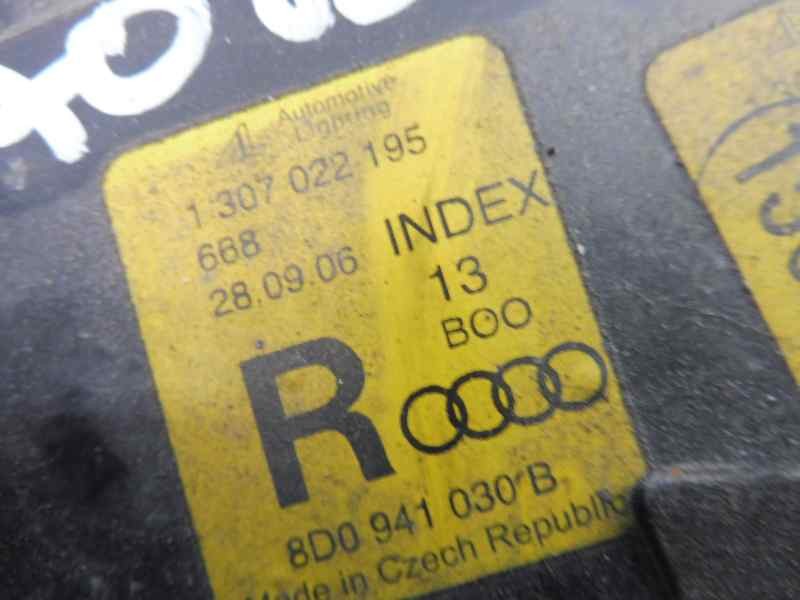 Automotive
Lighting
1 307 022 195
668
28.09.06 INDEX
13
BOO
R
8D0 941 030 B
Made in Czech Republic